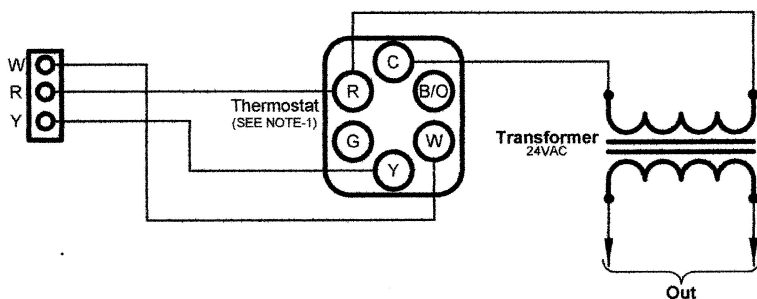 W
R
Y
Thermostat
(SEE NOTE-1)
C
R
B/O
G
W
Y
Transformer
24VAC
Out